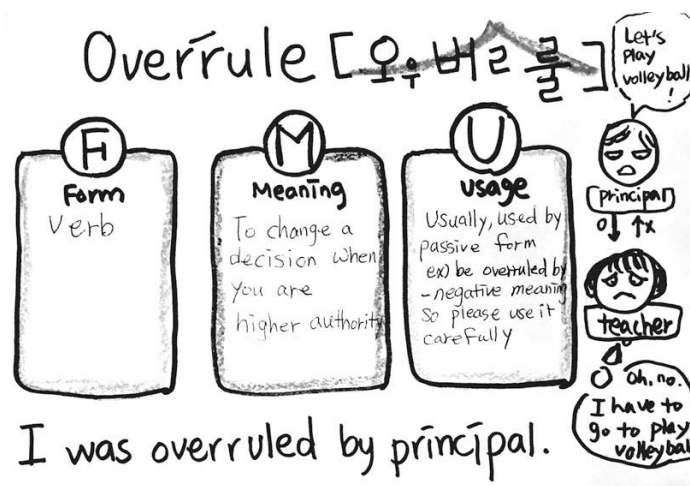 Overrule [오우버ㄹ룰]
F
Form
Verb
M
Meaning
To change a
decision when
you are
higher authority
U
Usage
Usually, used by
passive form
ex) be overruled by
-negative meaning
So please use it
carefully
Let's
Play
volleyball
!
principal
O X
teacher
Oh, no.
I have to
go to play
volleyball
I was overruled by principal.